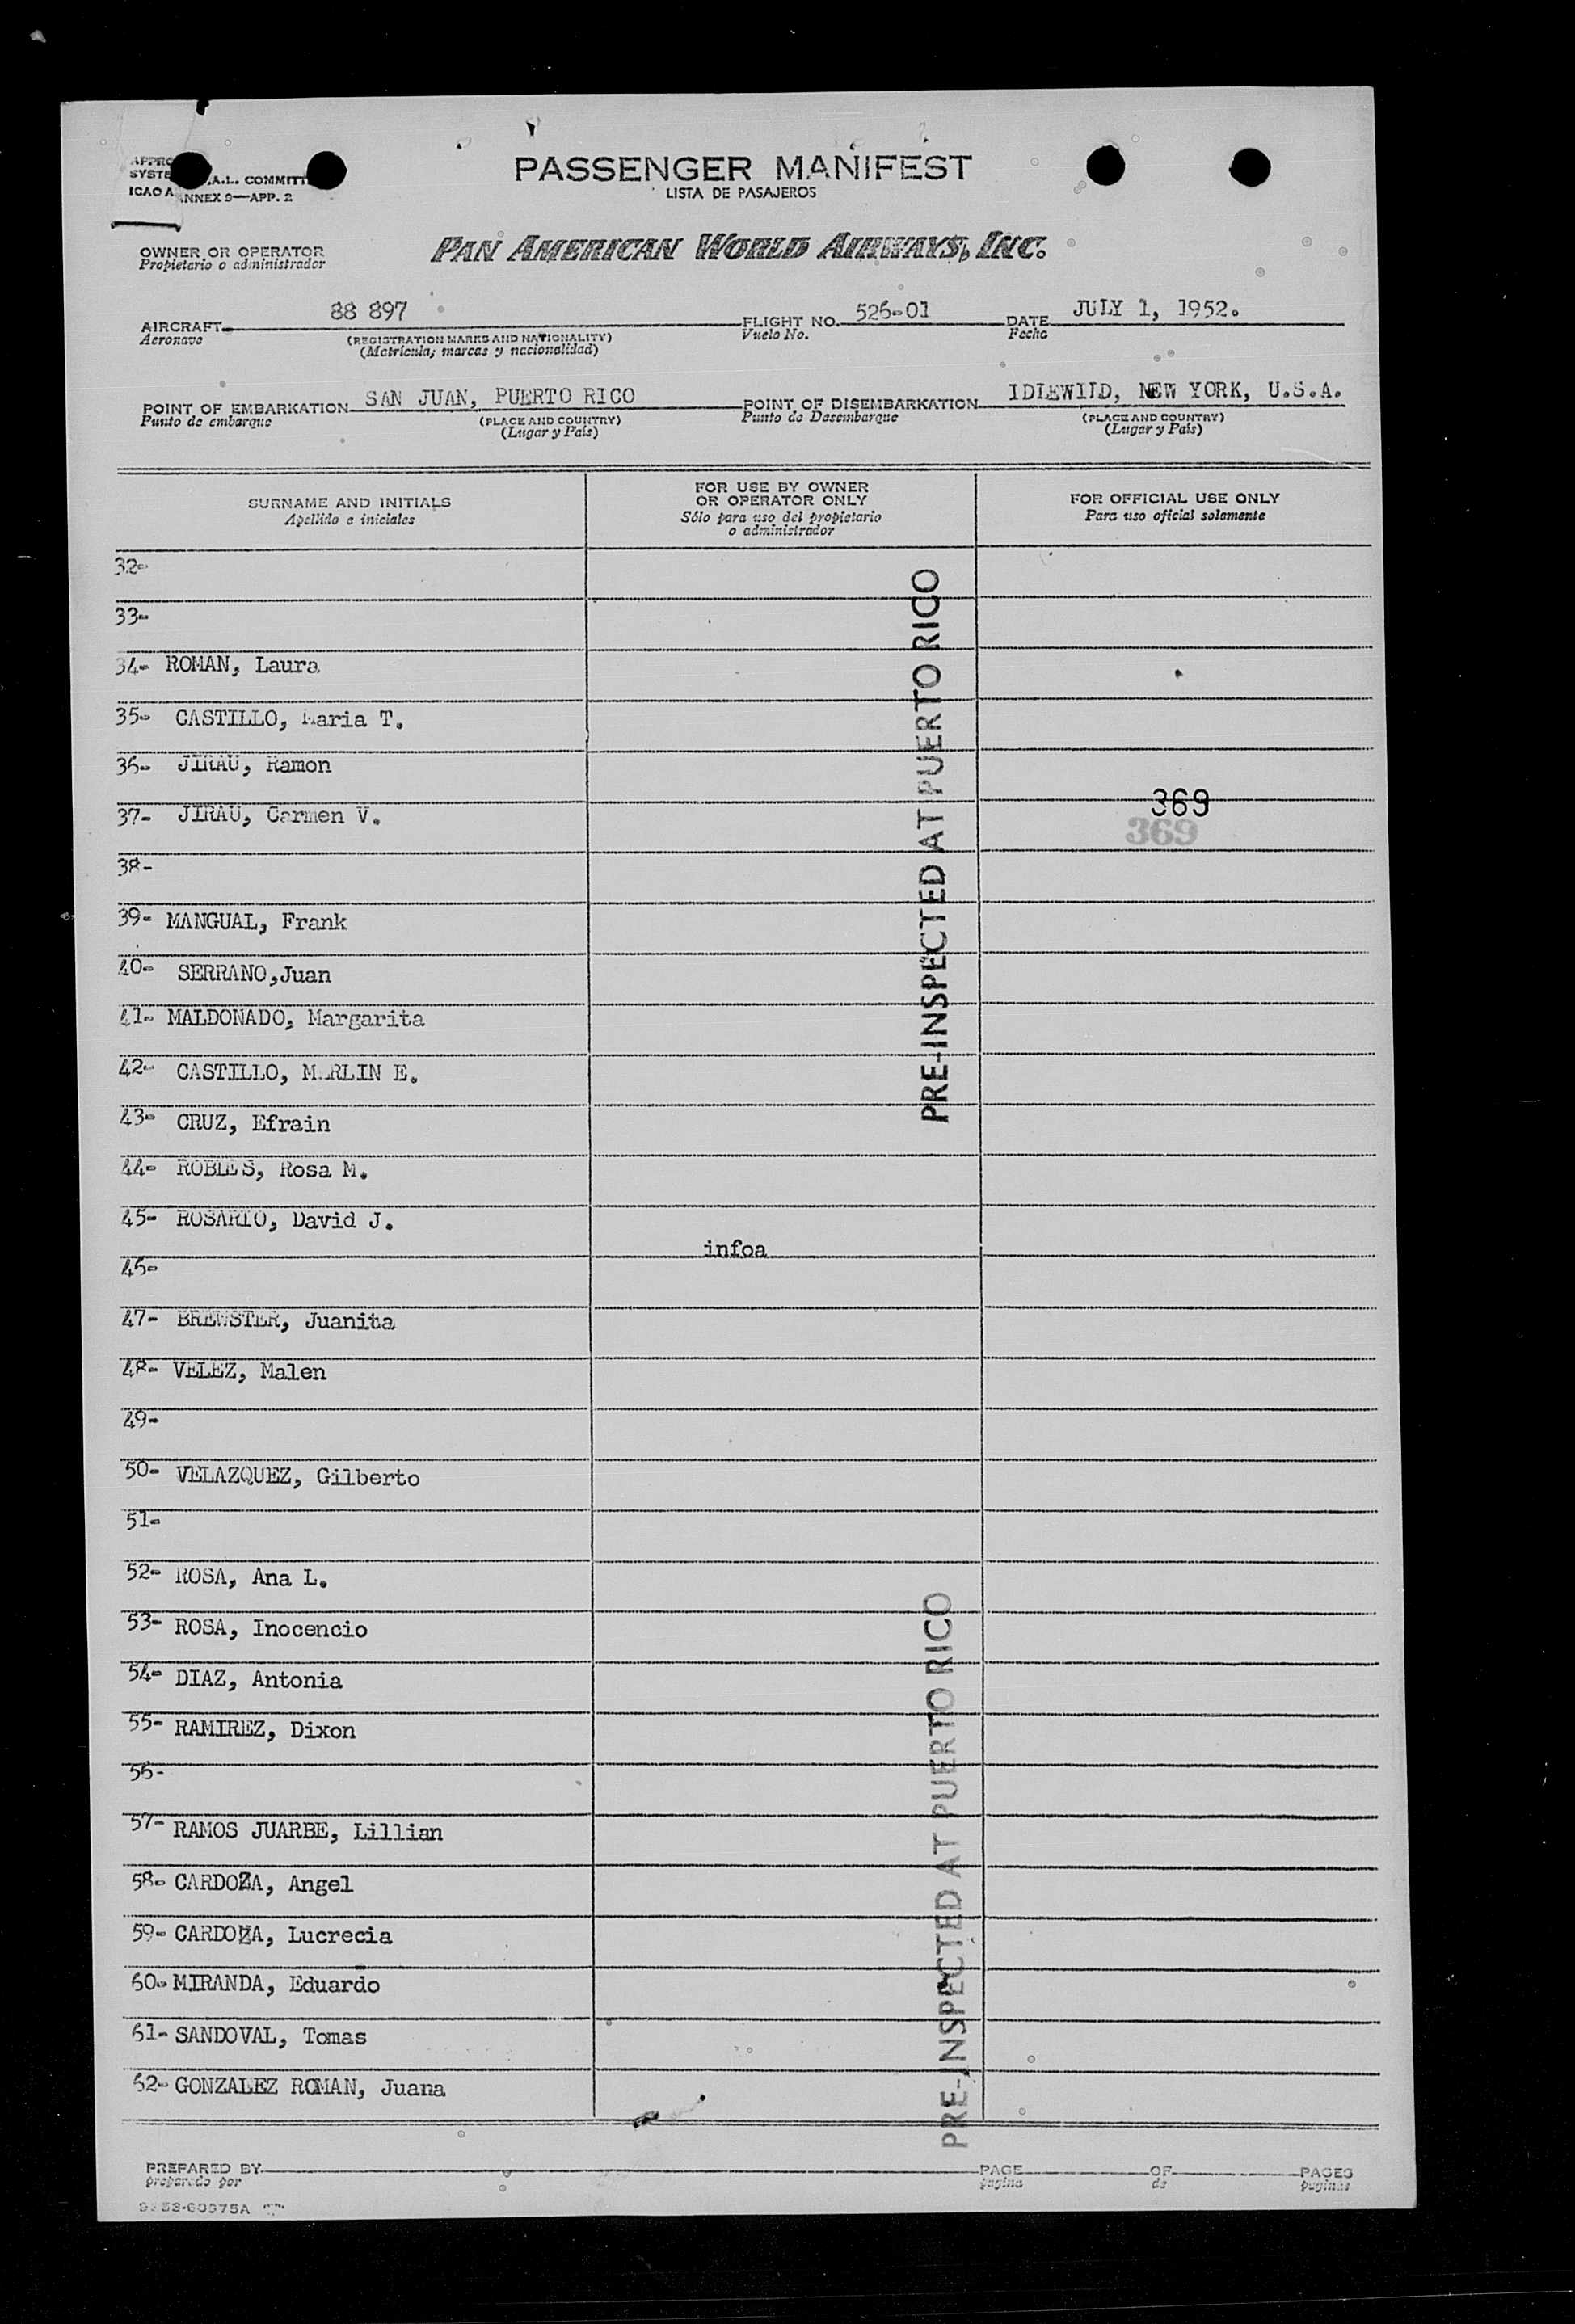 PASSENGER MANIFEST
LISTA DE PASAJEROS
A.L. COMMITT
ICAO ANNEX 9—APP. 2
OWNER OR OPERATOR
Propietario o administrador
PAN AMERICAN WORLD AIRWAYS, INC.
AIRCRAFT 88 897 FLIGHT NO. 526-01 DATE JULY 1, 1952.
Aeronave (REGISTRATION MARKS AND NATIONALITY) Vuelo No. Fecha
(Matricula; marcas y nacionalidad)
POINT OF EMBARKATION SAN JUAN, PUERTO RICO POINT OF DISEMBARKATION IDLEWILD, NEW YORK, U.S.A.
Punto de embarque (PLACE AND COUNTRY) Punto de Desembarque (PLACE AND COUNTRY)
(Lugar y País) (Lugar y País)
SURNAME AND INITIALS
Apellido e iniciales
FOR USE BY OWNER
OR OPERATOR ONLY
Sólo para uso del propietario
o administrador
FOR OFFICIAL USE ONLY
Para uso oficial solamente
32-
33-
34- ROMAN, Laura
35- CASTILLO, Maria T.
36- JIRAU, Ramon
37- JIRAU, Carmen V.
369
369
38-
39- MANGUAL, Frank
40- SERRANO,Juan
41- MALDONADO, Margarita
42- CASTILLO, MARLIN E.
43- CRUZ, Efrain
44- ROBLES, Rosa M.
45- ROSARIO, David J.
infoa
46-
47- BREWSTER, Juanita
48- VELEZ, Malen
49-
50- VELAZQUEZ, Gilberto
51-
52- ROSA, Ana L.
53- ROSA, Inocencio
54- DIAZ, Antonia
55- RAMIREZ, Dixon
56-
57- RAMOS JUARBE, Lillian
58- CARDOZA, Angel
59- CARDOZA, Lucrecia
60- MIRANDA, Eduardo
61- SANDOVAL, Tomas
62- GONZALEZ ROMAN, Juana
PRE-INSPECTED AT PUERTO RICO
PRE-INSPECTED AT PUERTO RICO
PREPARED BY PAGE OF PAGES
preparado por pagina de paginas